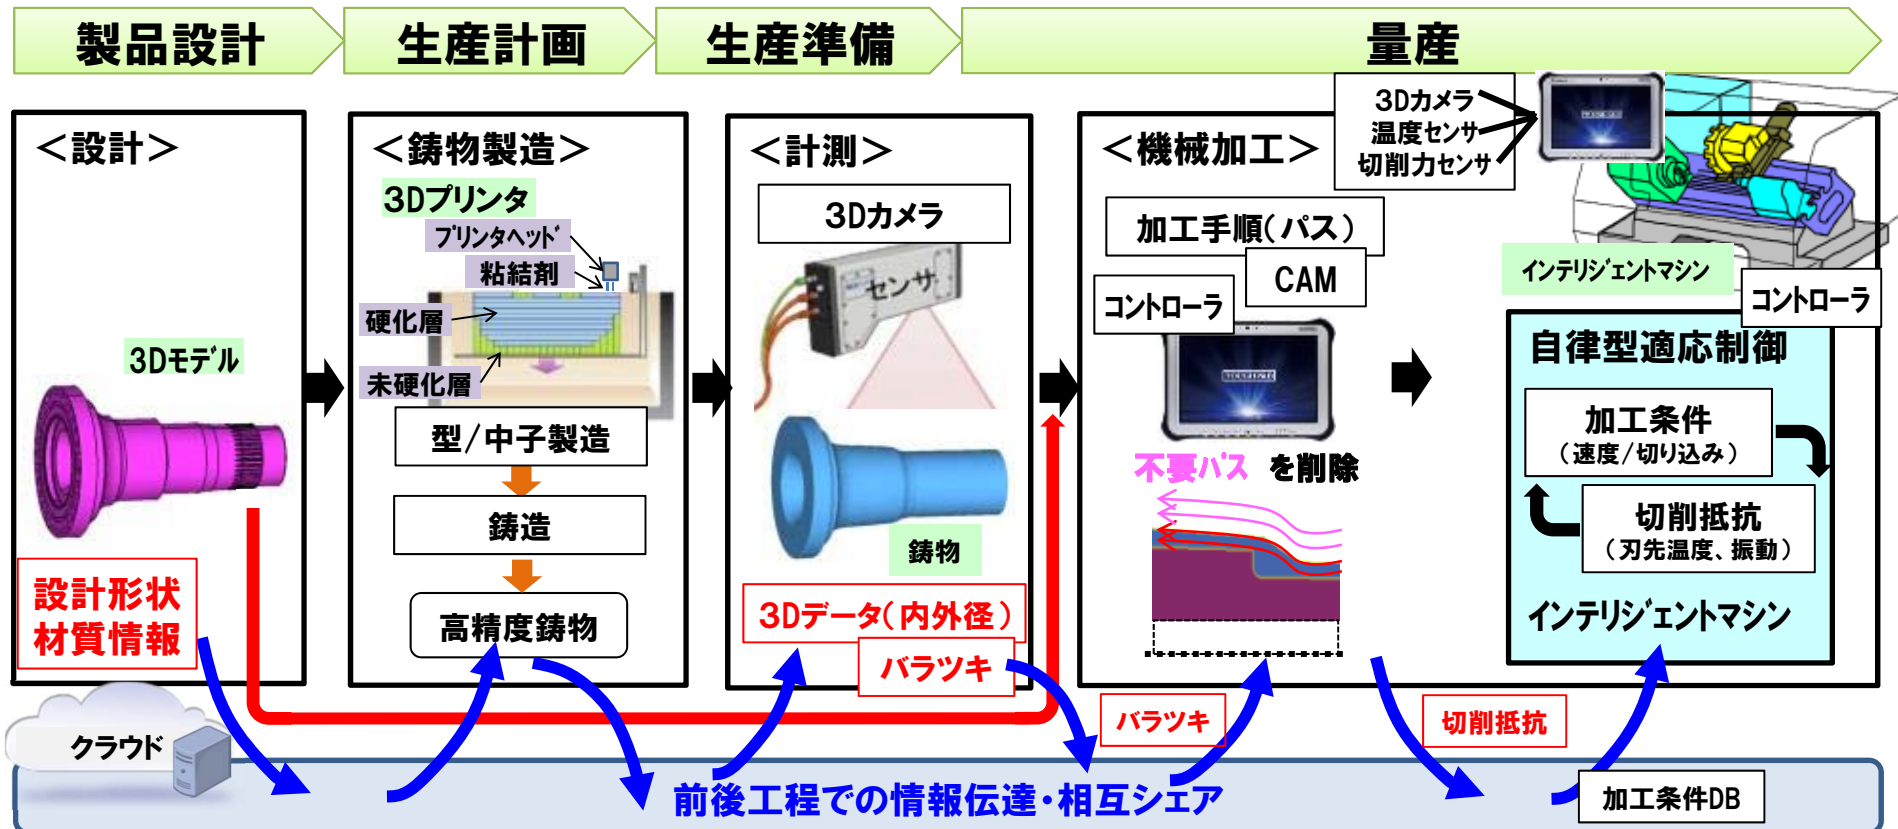 製品設計
生産計画
生産準備
量産
＜設計＞
3Dモデル
設計形状
材質情報
＜鋳物製造＞
3Dプリンタ
プリンタヘッド
粘結剤
硬化層
未硬化層
型/中子製造
鋳造
高精度鋳物
＜計測＞
3Dカメラ
センサ
鋳物
3Dデータ(内外径)
バラツキ
＜機械加工＞
3Dカメラ
温度センサ
切削力センサ
加工手順(パス)
CAM
コントローラ
不要パス を削除
インテリジェントマシン
コントローラ
自律型適応制御
加工条件
(速度/切り込み)
切削抵抗
(刃先温度、振動)
インテリジェントマシン
バラツキ
切削抵抗
クラウド
前後工程での情報伝達・相互シェア
加工条件DB